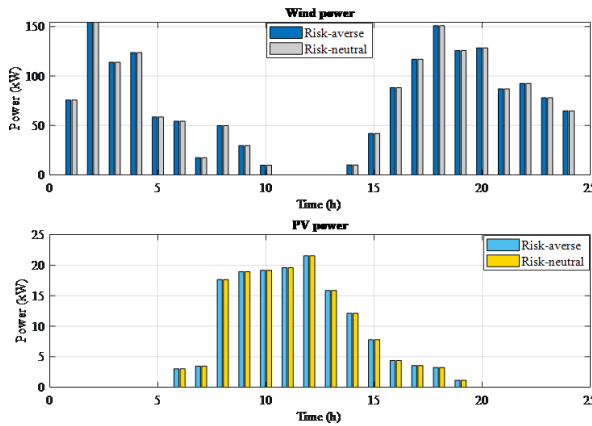 Wind power
150
100
50
0
Power (kW)
Risk-averse
Risk-neutral
0 5 10 15 20 25
Time (h)
PV power
25
20
15
10
5
0
Power (kW)
Risk-averse
Risk-neutral
0 5 10 15 20 25
Time (h)